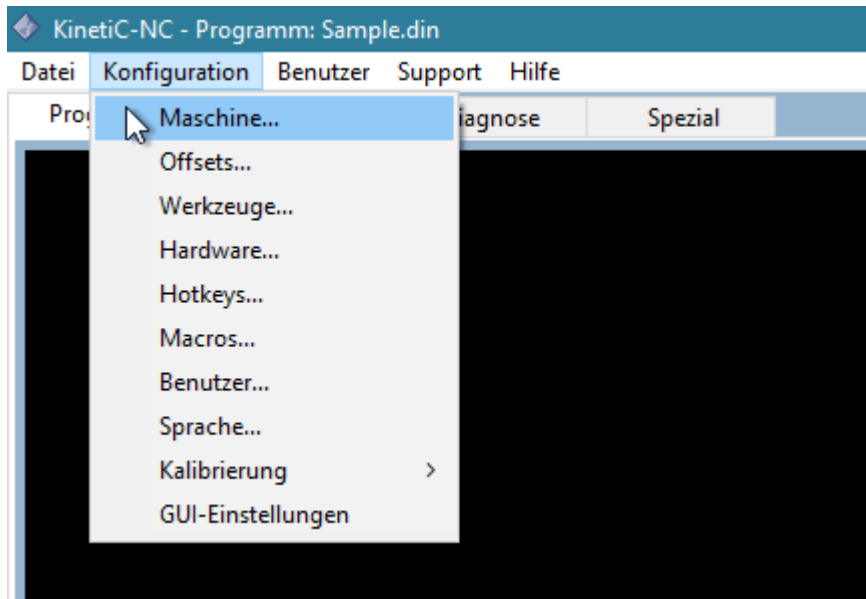 KinetiC-NC - Programm: Sample.din
Datei Konfiguration Benutzer Support Hilfe
Spezial
Maschine...
Offsets...
Werkzeuge...
Hardware...
Hotkeys...
Macros...
Benutzer...
Sprache...
Kalibrierung >
GUI-Einstellungen